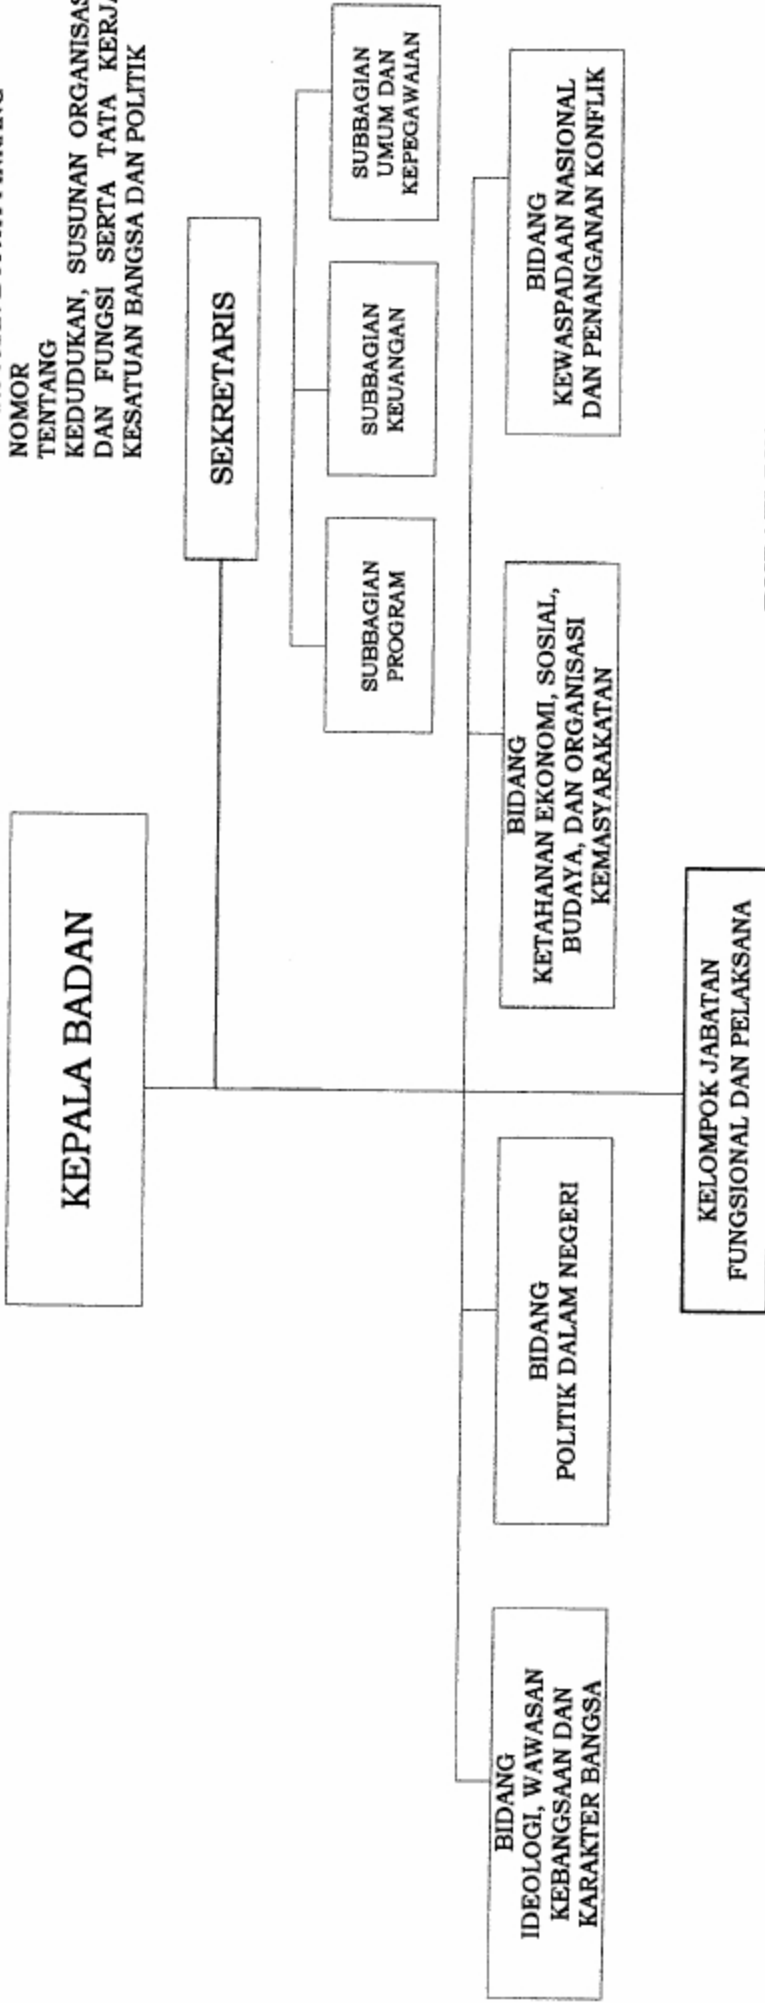 NOMOR
TENTANG
KEDUDUKAN, SUSUNAN ORGANISAS
DAN FUNGSI SERTA TATA KERJA
KESATUAN BANGSA DAN POLITIK
KEPALA BADAN
SEKRETARIS
SUBBAGIAN
PROGRAM
SUBBAGIAN
KEUANGAN
SUBBAGIAN
UMUM DAN
KEPEGAWAIAN
BIDANG
IDEOLOGI, WAWASAN
KEBANGSAAN DAN
KARAKTER BANGSA
BIDANG
POLITIK DALAM NEGERI
BIDANG
KETAHANAN EKONOMI, SOSIAL,
BUDAYA, DAN ORGANISASI
KEMASYARAKATAN
BIDANG
KEWASPADAAN NASIONAL
DAN PENANGANAN KONFLIK
KELOMPOK JABATAN
FUNGSIONAL DAN PELAKSANA